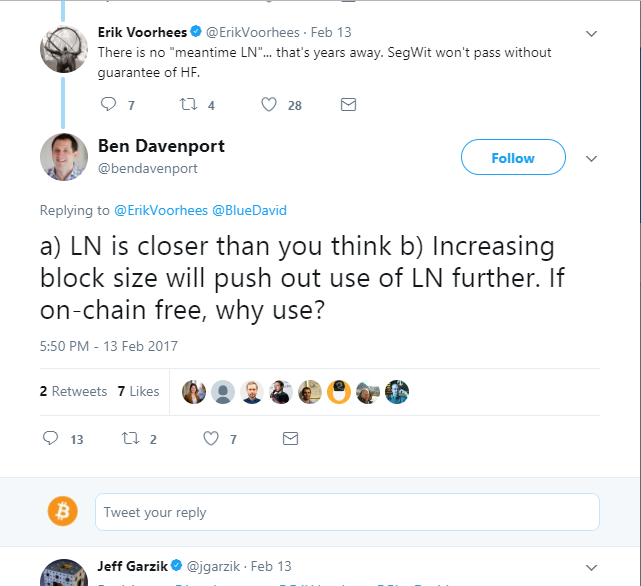 Erik Voorhees @ErikVoorhees · Feb 13
There is no "meantime LN"... that's years away. SegWit won't pass without
guarantee of HF.
7 4 28
Ben Davenport
@bendavenport
Follow
Replying to @ErikVoorhees @BlueDavid
a) LN is closer than you think b) Increasing
block size will push out use of LN further. If
on-chain free, why use?
5:50 PM - 13 Feb 2017
2 Retweets 7 Likes
13 2 7
Tweet your reply
Jeff Garzik @jgarzik · Feb 13